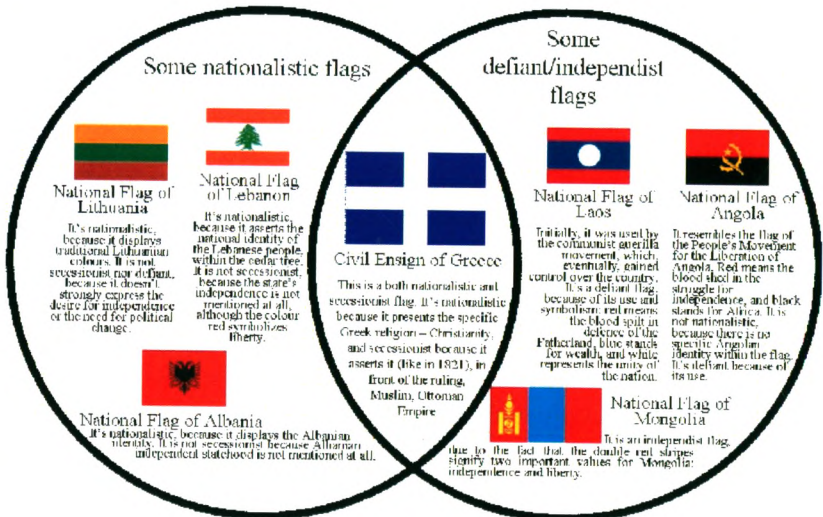 Some nationalistic flags
Some
defiant/independist
flags
National Flag of
Lithuania
It's nationalistic,
because it displays
traditional Lithuanian
colours. It is not
secessionist nor defiant,
because it doesn't
strongly express the
desire for independence
or the need for political
change.
National Flag
of Lebanon
It's nationalistic,
because it asserts the
national identity of
the Lebanese people,
within the cedar tree.
It is not secessionist,
because the state's
independence is not
mentioned at all,
although the colour
red symbolizes
liberty.
National Flag of Albania
It's nationalistic, because it displays the Albanian
identity. It is not secessionist because Albanian
independent statehood is not mentioned at all.
Civil Ensign of Greece
This is a both nationalistic and
secessionist flag. It's nationalistic
because it presents the specific
Greek religion – Christianity,
and secessionist because it
asserts it (like in 1821), in
front of the ruling,
Muslim, Ottoman
Empire
National Flag of
Laos
Initially, it was used by
the communist guerilla
movement, which,
eventually, gained
control over the country.
It's a defiant flag,
because of its use and
symbolism: red means
the blood spilt in
defence of the
Fatherland, blue stands
for wealth, and white
represents the unity of
the nation.
National Flag of
Angola
It resembles the flag of
the People's Movement
for the Liberation of
Angola. Red means the
blood shed in the
struggle for
independence, and black
stands for Africa. It is
not nationalistic,
because there is no
specific Angolan
identity within the flag.
It's defiant because of
its use.
National Flag of
Mongolia
It is an independist flag,
due to the fact that the double red stripes
signify two important values for Mongolia:
independence and liberty.